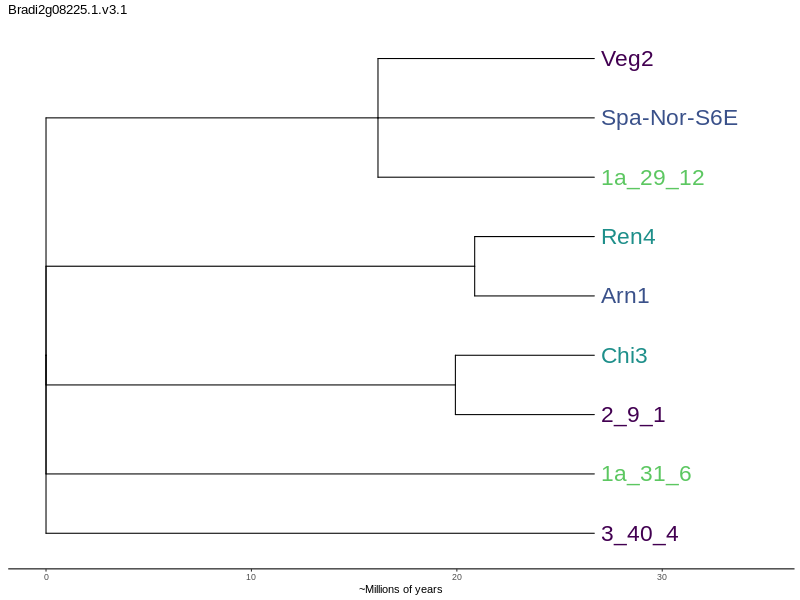 Bradi2g08225.1.v3.1
Veg2
Spa-Nor-S6E
1a_29_12
Ren4
Arn1
Chi3
2_9_1
1a_31_6
3_40_4
0 10 20 30
~Millions of years